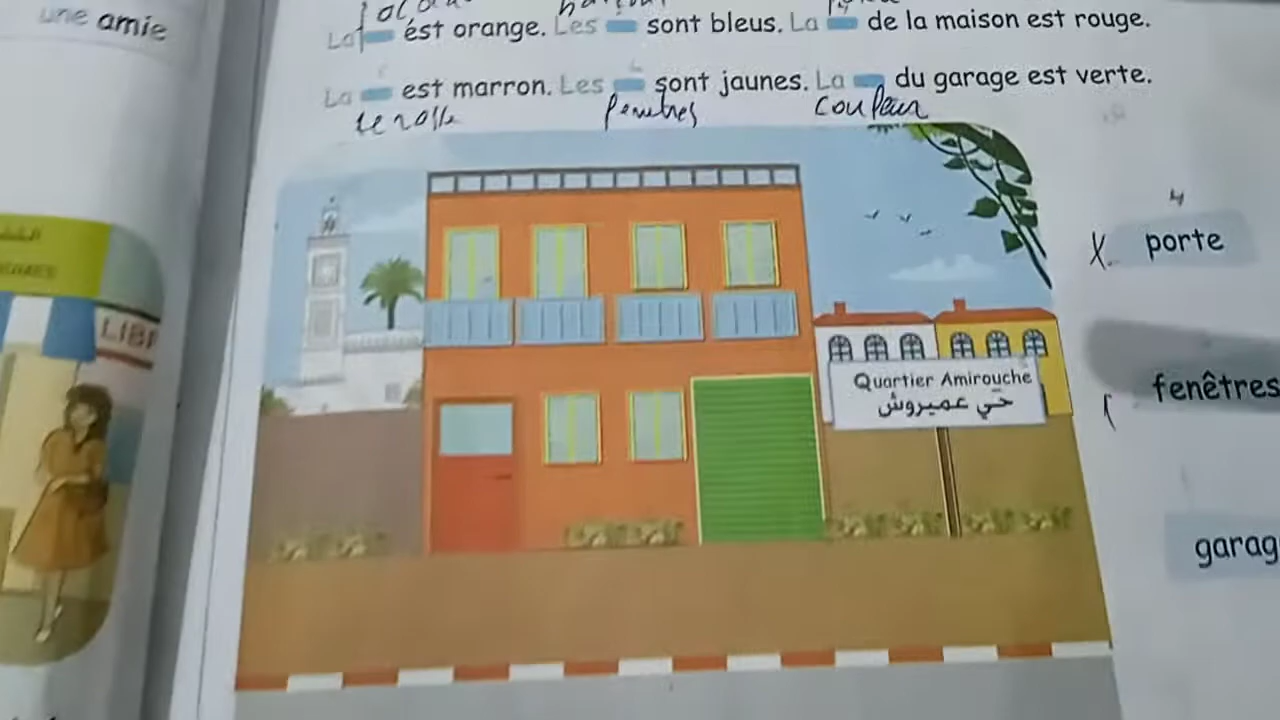 une amie
La est orange. Les sont bleus. La de la maison est rouge.
La est marron. Les sont jaunes. La du garage est verte.
couleur
LIBR
Quartier Amirouche
حي عميروش
porte
fenêtres
garag